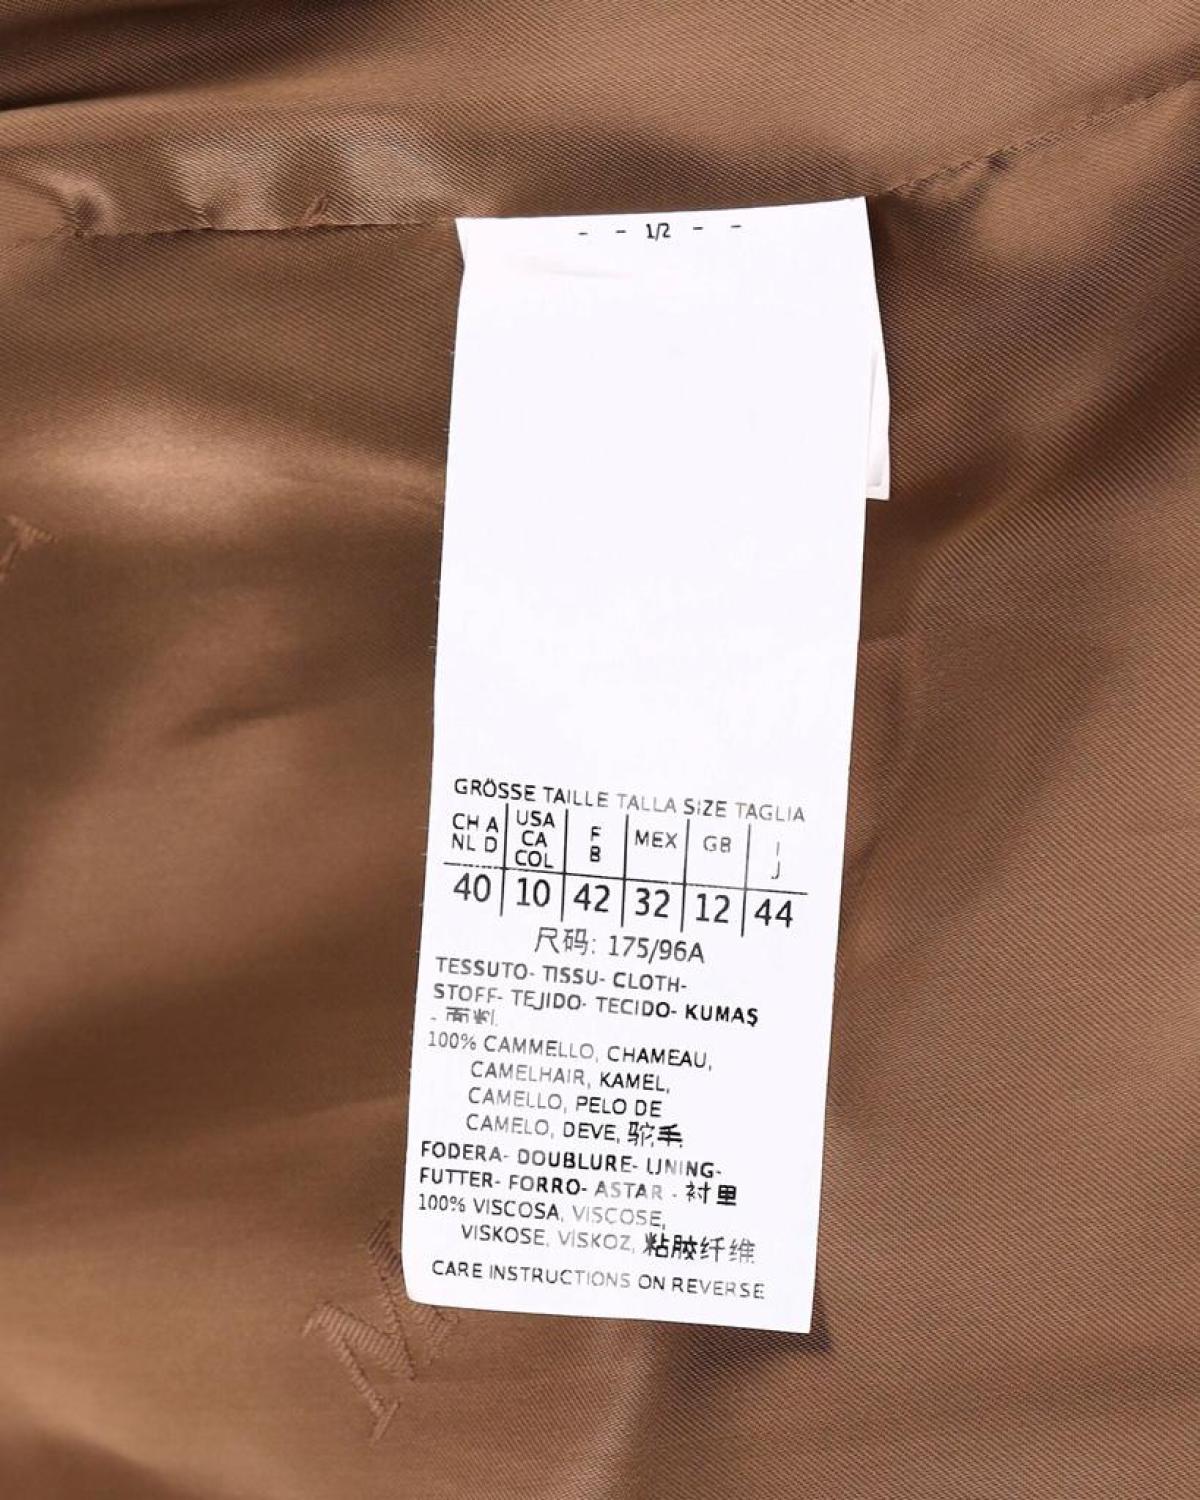 - - 1/2 - -
GRÖSSE TAILLE TALLA SIZE TAGLIA
CH A NL D USA CA COL F B MEX GB I J
40 10 42 32 12 44
尺码: 175/96A
TESSUTO- TISSU- CLOTH-
STOFF- TEJIDO- TECIDO- KUMAŞ
- 面料.
100% CAMMELLO, CHAMEAU,
CAMELHAIR, KAMEL,
CAMELLO, PELO DE
CAMELO, DEVE, 驼毛
FODERA- DOUBLURE- LINING-
FUTTER- FORRO- ASTAR - 衬里
100% VISCOSA, VISCOSE,
VISKOSE, VİSKOZ, 粘胶纤维
CARE INSTRUCTIONS ON REVERSE
M